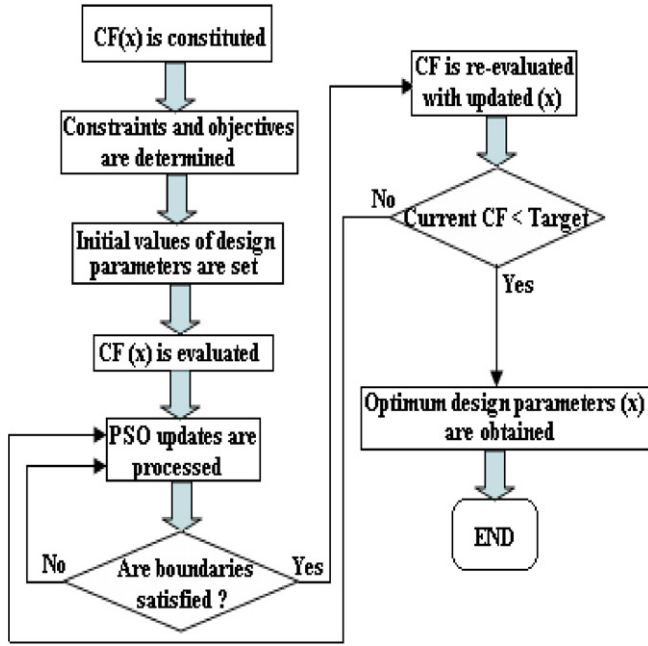 CF(x) is constituted
Constraints and objectives
are determined
Initial values of design
parameters are set
CF (x) is evaluated
PSO updates are
processed
No
Are boundaries
satisfied ?
Yes
CF is re-evaluated
with updated (x)
No
Current CF < Target
Yes
Optimum design parameters (x)
are obtained
END